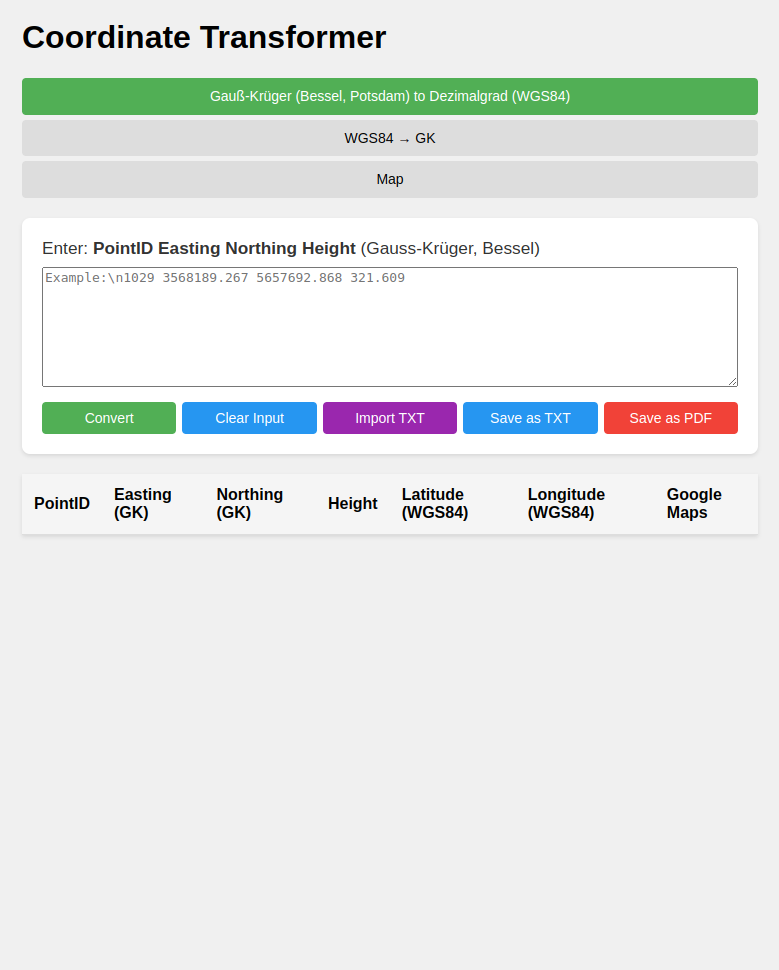 Coordinate Transformer
Gauß-Krüger (Bessel, Potsdam) to Dezimalgrad (WGS84)
WGS84 → GK
Map
Enter: PointID Easting Northing Height (Gauss-Krüger, Bessel)
Example:\n1029 3568189.267 5657692.868 321.609
Convert Clear Input Import TXT Save as TXT Save as PDF
PointID Easting (GK) Northing (GK) Height Latitude (WGS84) Longitude (WGS84) Google Maps